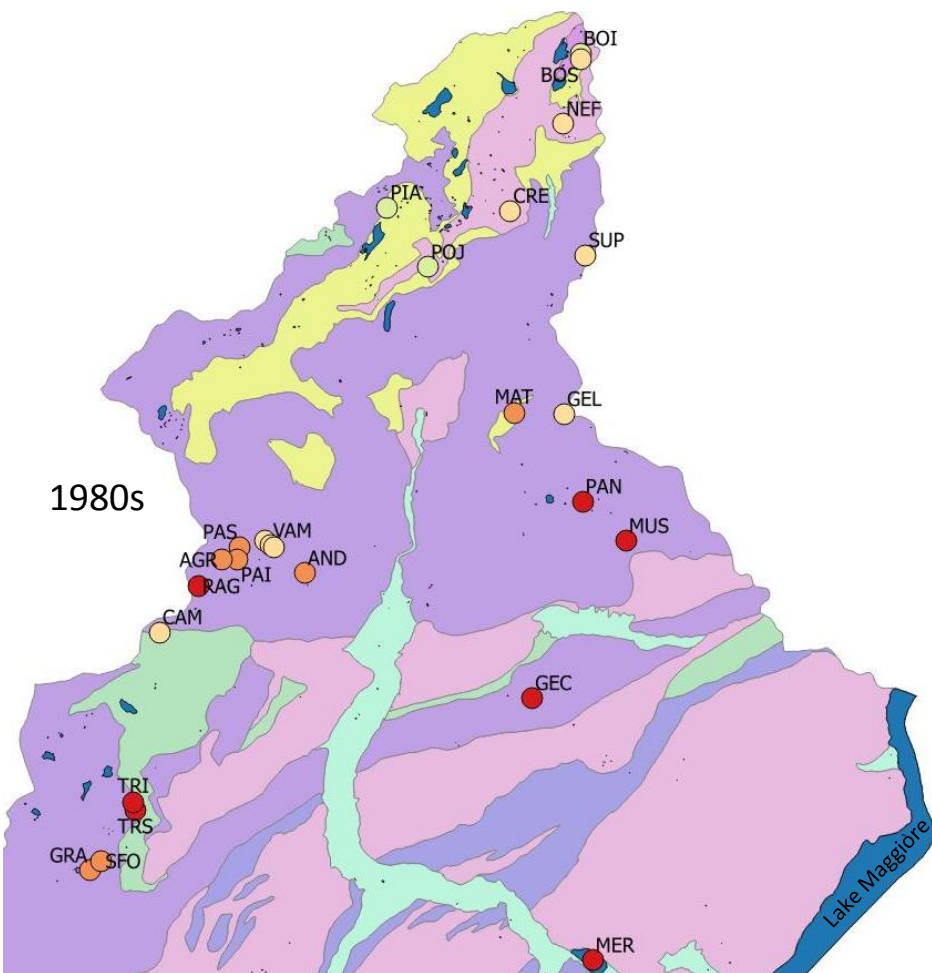 BOI
BOS
NEF
PIA
CRE
SUP
POJ
MAT
GEL
1980s
PAN
PAS
VAM
MUS
AGR
PAI
AND
RAG
CAM
GEC
TRI
TRS
GRA
SFO
Lake Maggiòre
MER